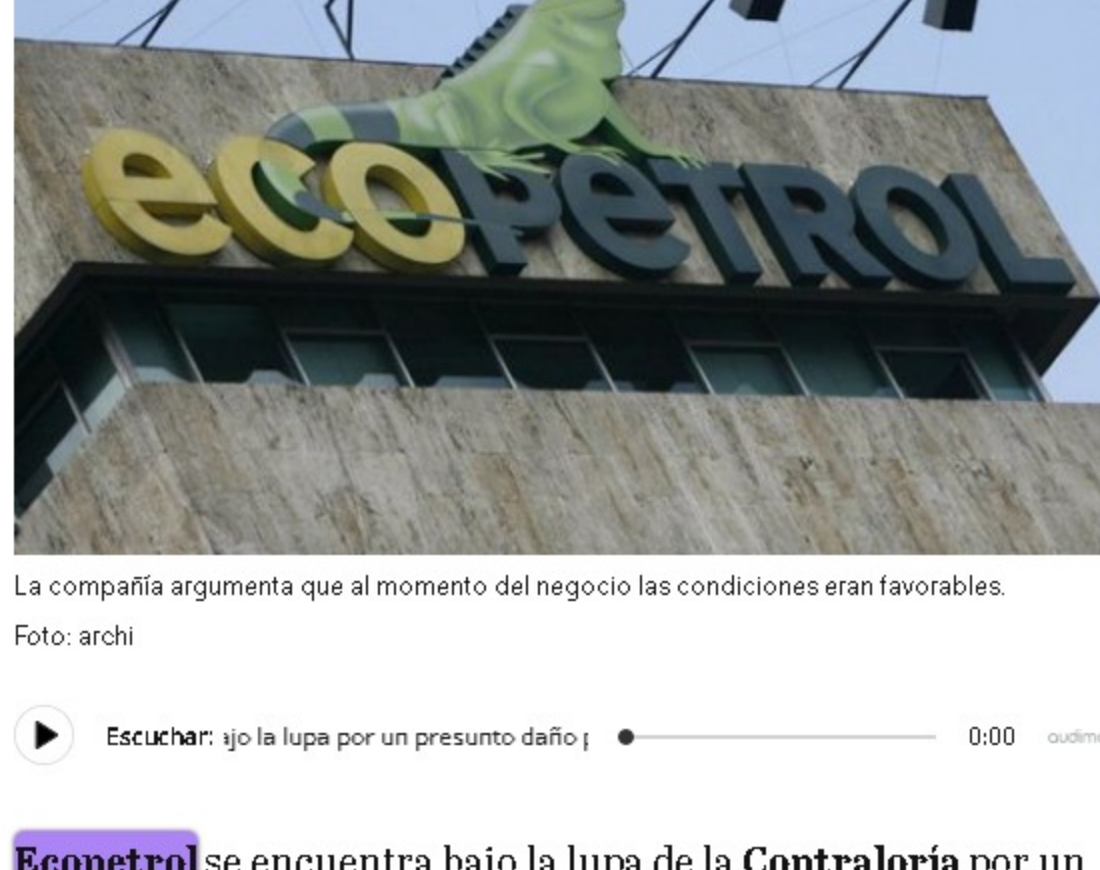 ecopeTROL
La compañía argumenta que al momento del negocio las condiciones eran favorables.
Foto: archi
Escuchar: ajo la lupa por un presunto daño 0:00 audim
Ecopetrol se encuentra bajo la lupa de la Contraloría por un